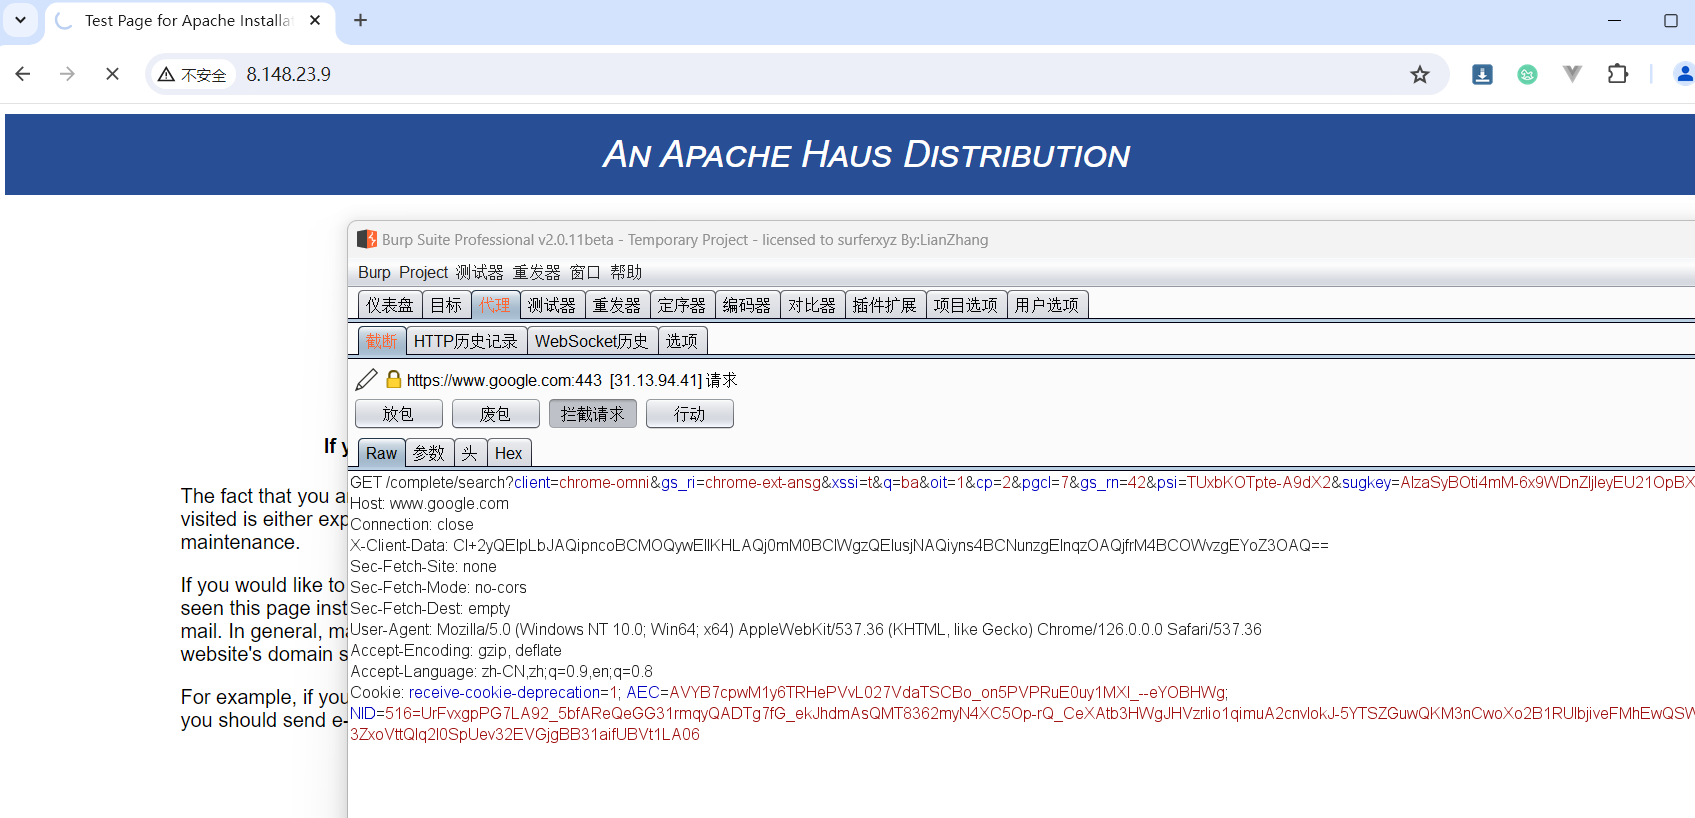 Test Page for Apache Installat
不安全 8.148.23.9
AN APACHE HAUS DISTRIBUTION
Burp Suite Professional v2.0.11beta - Temporary Project - licensed to surferxyz By:LianZhang
Burp Project 测试器 重发器 窗口 帮助
仪表盘 目标 代理 测试器 重发器 定序器 编码器 对比器 插件扩展 项目选项 用户选项
截断 HTTP历史记录 WebSocket历史 选项
https://www.google.com:443 [31.13.94.41] 请求
放包 废包 拦截请求 行动
Raw 参数 头 Hex
GET /complete/search?client=chrome-omni&gs_ri=chrome-ext-ansg&xssi=t&q=ba&oit=1&cp=2&pgcl=7&gs_rn=42&psi=TUxbKOTpte-A9dX2&sugkey=
Host: www.google.com
Connection: close
X-Client-Data:
Sec-Fetch-Site: none
Sec-Fetch-Mode: no-cors
Sec-Fetch-Dest: empty
User-Agent: Mozilla/5.0 (Windows NT 10.0; Win64; x64) AppleWebKit/537.36 (KHTML, like Gecko) Chrome/126.0.0.0 Safari/537.36
Accept-Encoding: gzip, deflate
Accept-Language: zh-CN,zh;q=0.9,en;q=0.8
Cookie: receive-cookie-deprecation=1; AEC=
NID=
If y
The fact that you a
visited is either exp
maintenance.
If you would like to
seen this page inst
mail. In general, ma
website's domain s
For example, if you
you should send e-